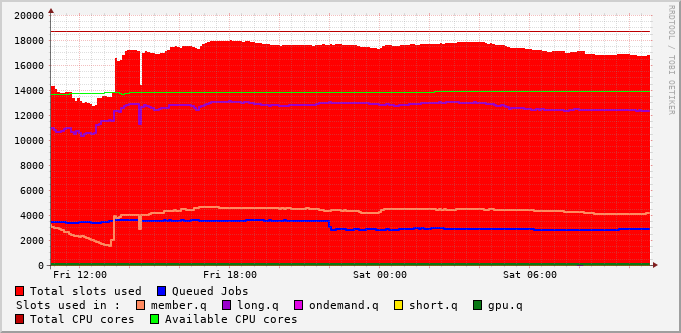 RRDTOOL / TOBI OETIKER
20000
18000
16000
14000
12000
10000
8000
6000
4000
2000
0
Fri 12:00 Fri 18:00 Sat 00:00 Sat 06:00
Total slots used Queued Jobs
Slots used in : member.q long.q ondemand.q short.q gpu.q
Total CPU cores Available CPU cores